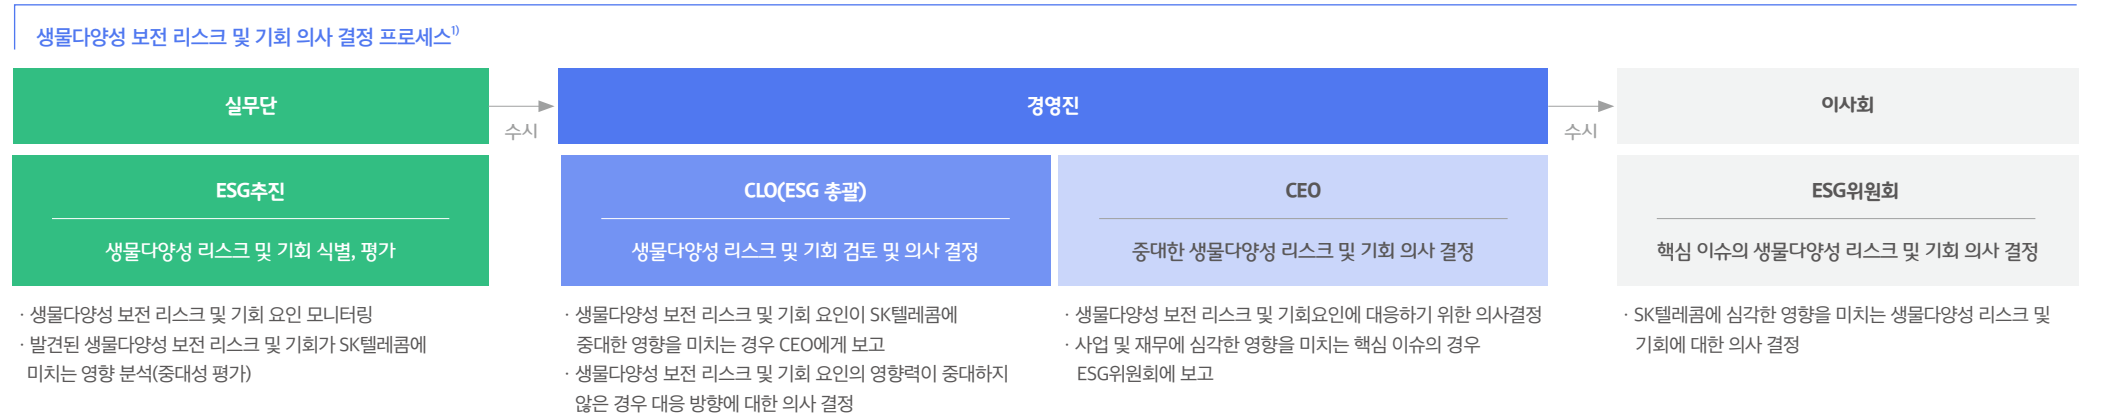 생물다양성 보전 리스크 및 기회 의사 결정 프로세스1)
실무단
수시
경영진
수시
이사회
ESG추진
생물다양성 리스크 및 기회 식별, 평가
· 생물다양성 보전 리스크 및 기회 요인 모니터링
· 발견된 생물다양성 보전 리스크 및 기회가 SK텔레콤에
미치는 영향 분석(중대성 평가)
CLO(ESG 총괄)
생물다양성 리스크 및 기회 검토 및 의사 결정
· 생물다양성 보전 리스크 및 기회 요인이 SK텔레콤에
중대한 영향을 미치는 경우 CEO에게 보고
· 생물다양성 보전 리스크 및 기회 요인의 영향력이 중대하지
않은 경우 대응 방향에 대한 의사 결정
CEO
중대한 생물다양성 리스크 및 기회 의사 결정
· 생물다양성 보전 리스크 및 기회요인에 대응하기 위한 의사결정
· 사업 및 재무에 심각한 영향을 미치는 핵심 이슈의 경우
ESG위원회에 보고
ESG위원회
핵심 이슈의 생물다양성 리스크 및 기회 의사 결정
· SK텔레콤에 심각한 영향을 미치는 생물다양성 리스크 및
기회에 대한 의사 결정